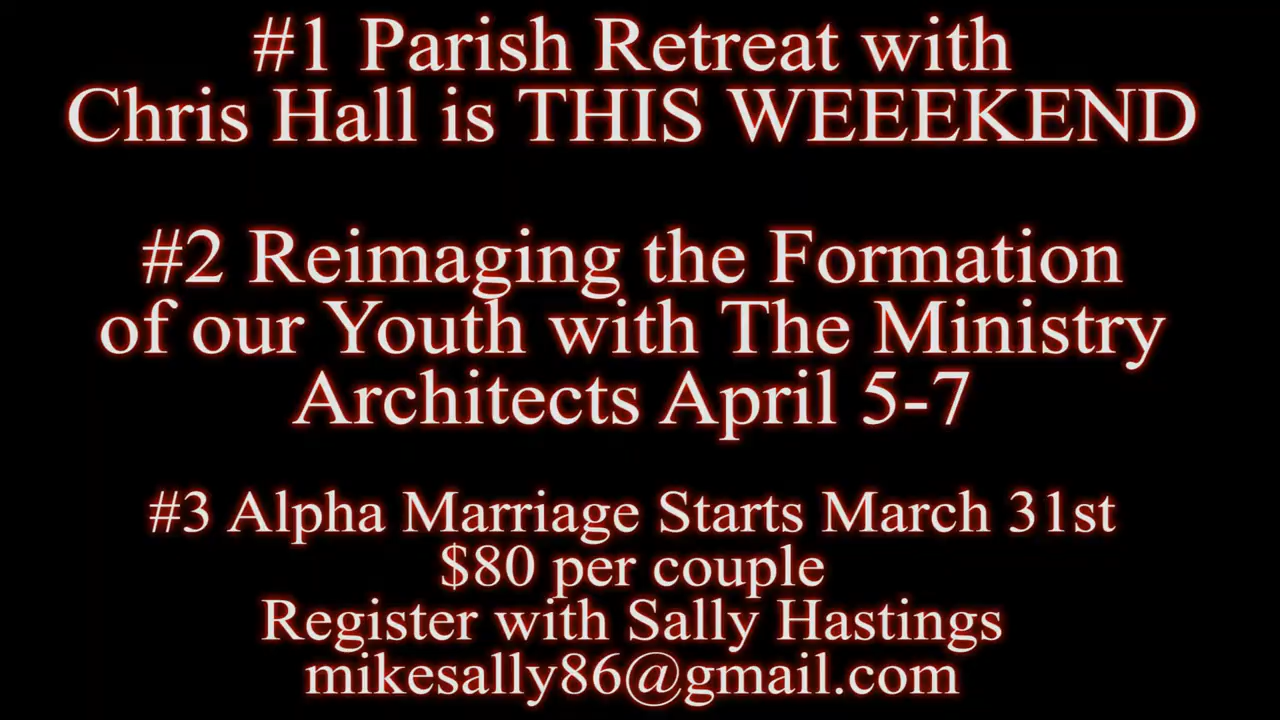 #1 Parish Retreat with
Chris Hall is THIS WEEEKEND
#2 Reimaging the Formation
of our Youth with The Ministry
Architects April 5-7
#3 Alpha Marriage Starts March 31st
$80 per couple
Register with Sally Hastings
mikesally86@gmail.com